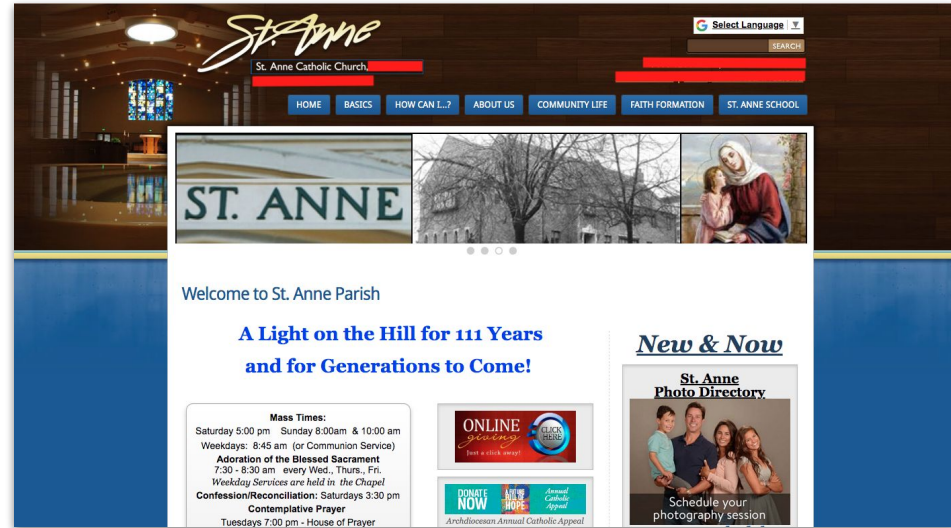 St. Anne
Select Language ▼
SEARCH
St. Anne Catholic Church,
HOME BASICS HOW CAN I...? ABOUT US COMMUNITY LIFE FAITH FORMATION ST. ANNE SCHOOL
ST. ANNE
Welcome to St. Anne Parish
A Light on the Hill for 111 Years
and for Generations to Come!
Mass Times:
Saturday 5:00 pm Sunday 8:00am & 10:00 am
Weekdays: 8:45 am (or Communion Service)
Adoration of the Blessed Sacrament
7:30 - 8:30 am every Wed., Thurs., Fri.
Weekday Services are held in the Chapel
Confession/Reconciliation: Saturdays 3:30 pm
Contemplative Prayer
Tuesdays 7:00 pm - House of Prayer
ONLINE
giving
Just a click away!
CLICK
HERE
DONATE
NOW
HOPE
Annual
Catholic
Appeal
Archdiocesan Annual Catholic Appeal
New & Now
St. Anne
Photo Directory
Schedule your
photography session